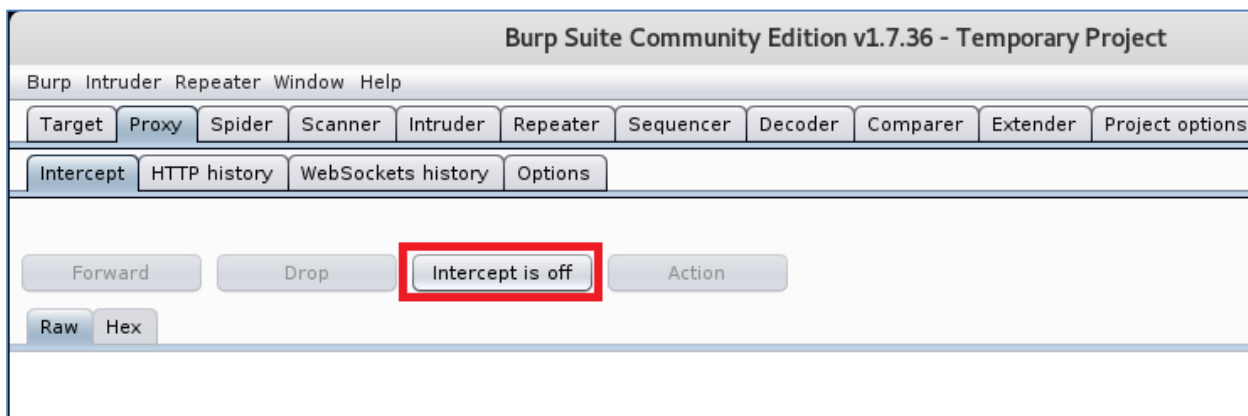 Burp Suite Community Edition v1.7.36 - Temporary Project
Burp Intruder Repeater Window Help
Target Proxy Spider Scanner Intruder Repeater Sequencer Decoder Comparer Extender Project options
Intercept HTTP history WebSockets history Options
Forward Drop Intercept is off Action
Raw Hex